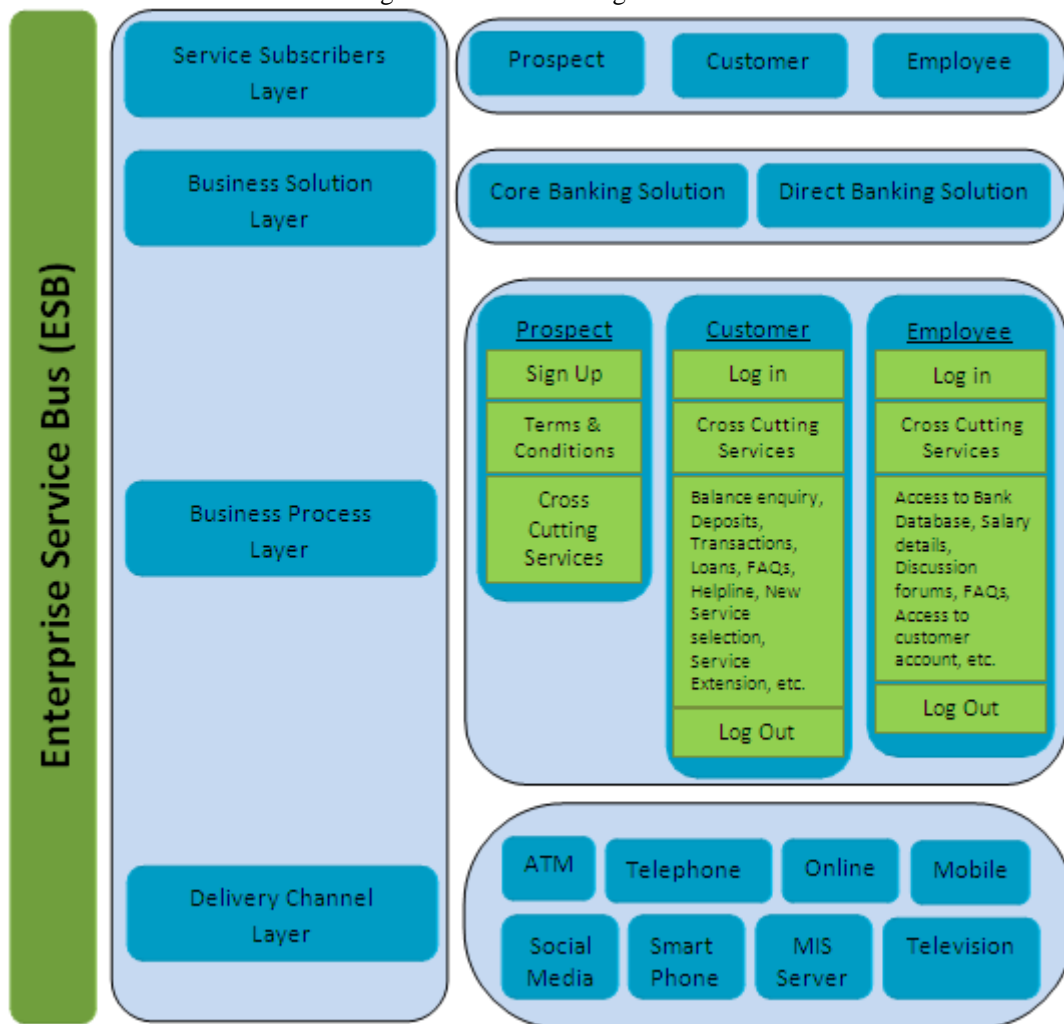 Enterprise Service Bus (ESB)
Service Subscribers
Layer
Prospect
Customer
Employee
Business Solution
Layer
Core Banking Solution
Direct Banking Solution
Business Process
Layer
Prospect
Sign Up
Terms &
Conditions
Cross
Cutting
Services
Customer
Log in
Cross Cutting
Services
Balance enquiry,
Deposits,
Transactions,
Loans, FAQs,
Helpline, New
Service
selection,
Service
Extension, etc.
Log Out
Employee
Log in
Cross Cutting
Services
Access to Bank
Database, Salary
details,
Discussion
forums, FAQs,
Access to
customer
account, etc.
Log Out
Delivery Channel
Layer
ATM
Telephone
Online
Mobile
Social
Media
Smart
Phone
MIS
Server
Television